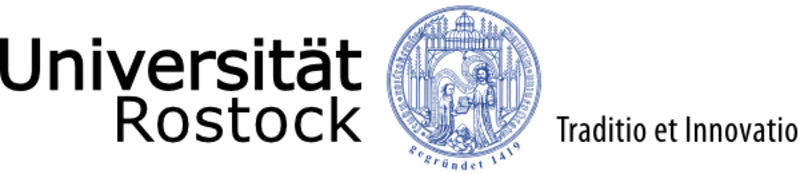 Universität
Rostock
gegründet 1419
Traditio et Innovatio